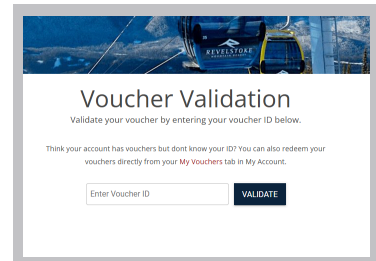 REVELSTOKE
MOUNTAIN RESORT
Voucher Validation
Validate your voucher by entering your voucher ID below.
Think your account has vouchers but dont know your ID? You can also redeem your
vouchers directly from your My Vouchers tab in My Account.
Enter Voucher ID
VALIDATE